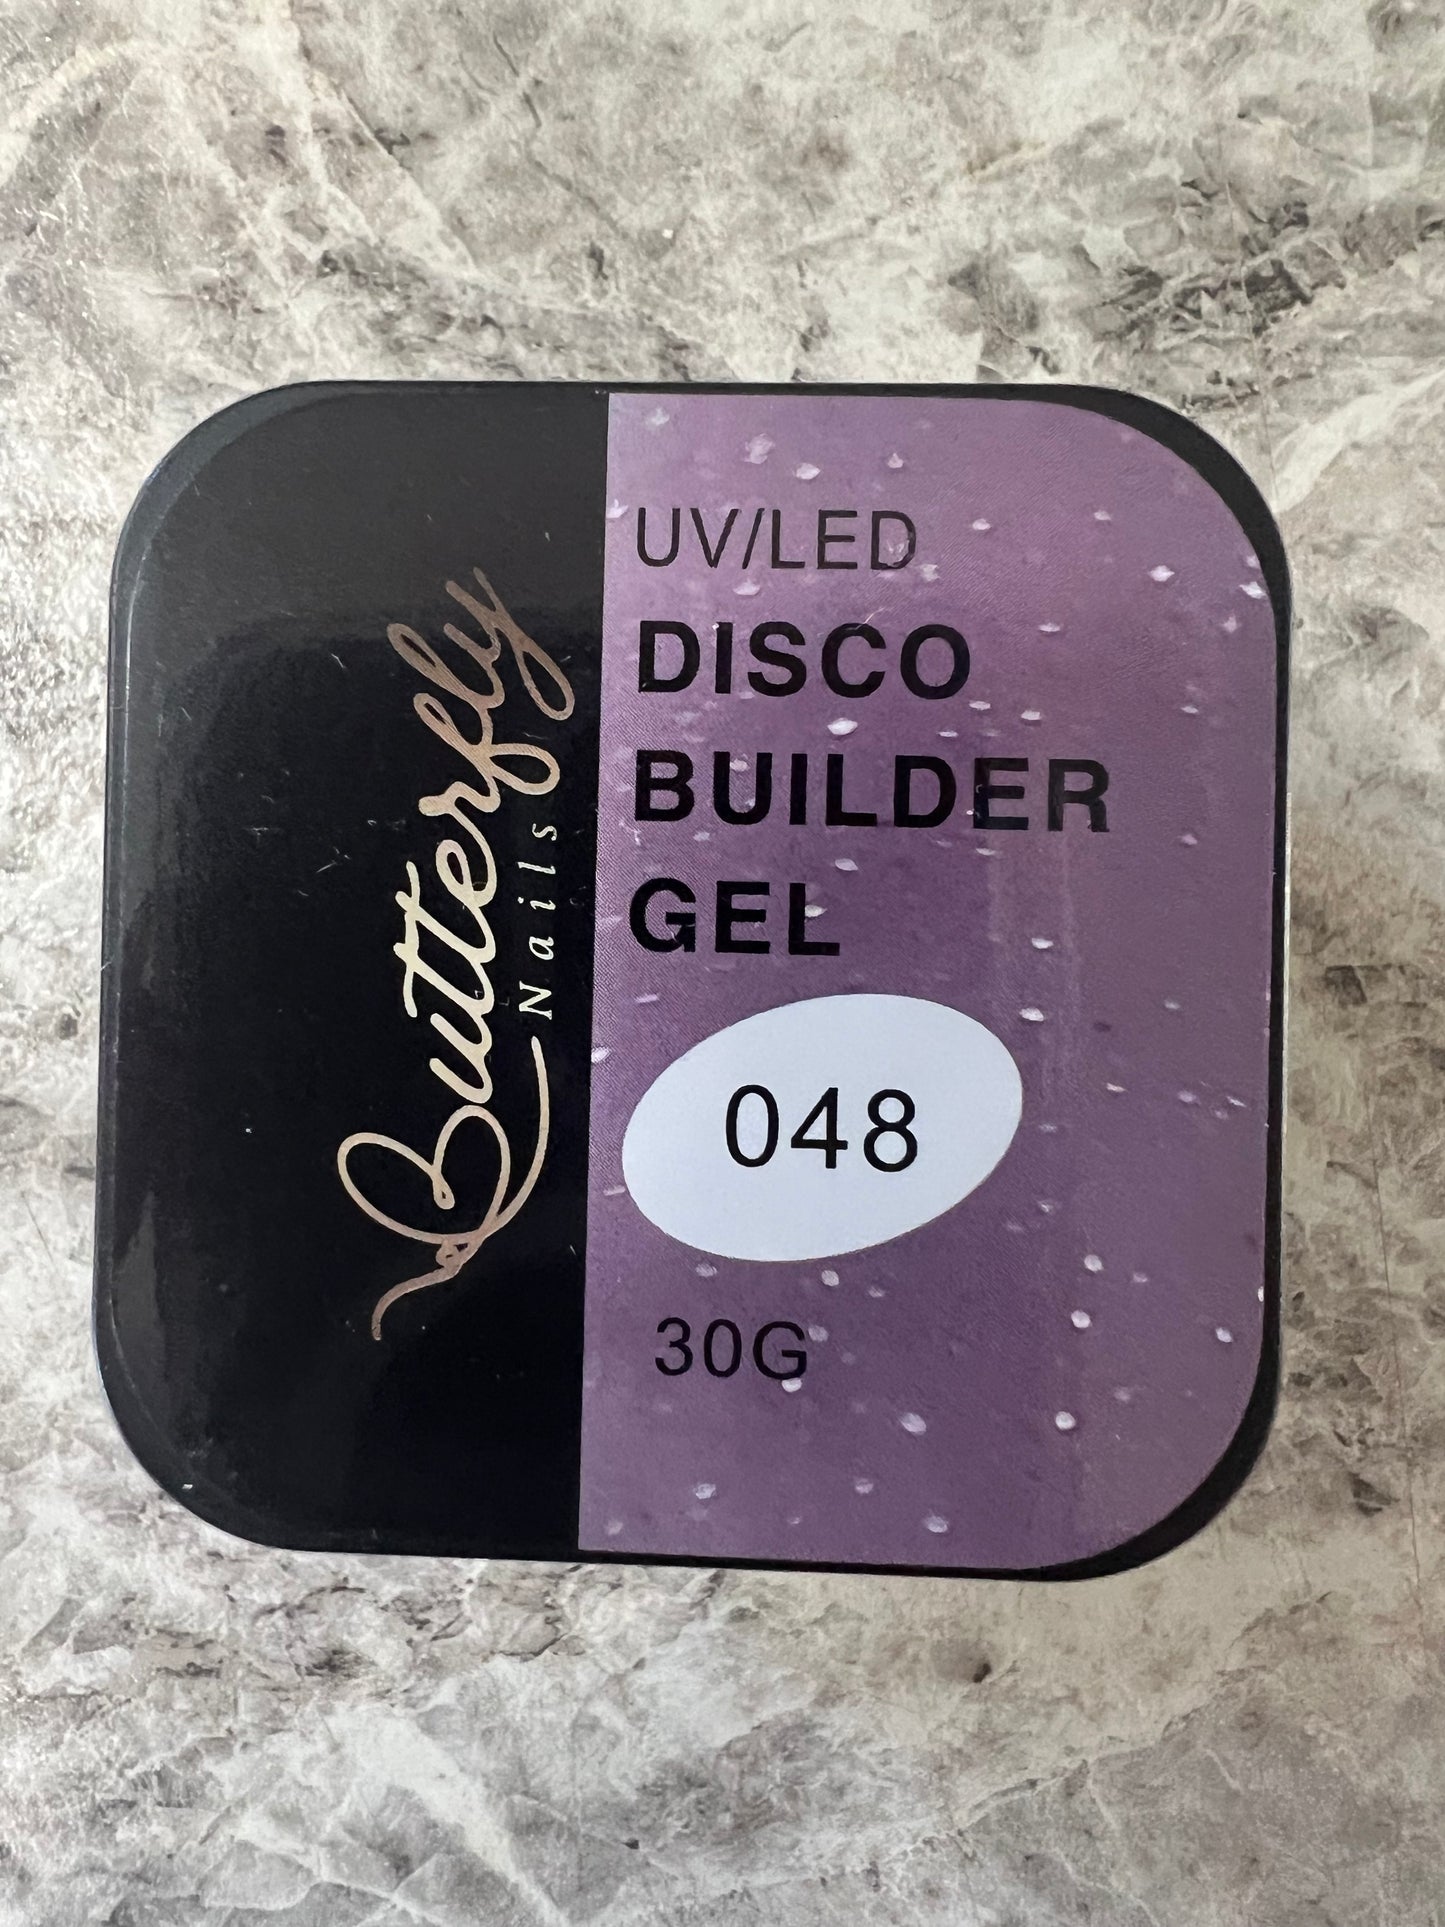 Butterfly
Nails
UV/LED
DISCO
BUILDER
GEL
048
30G